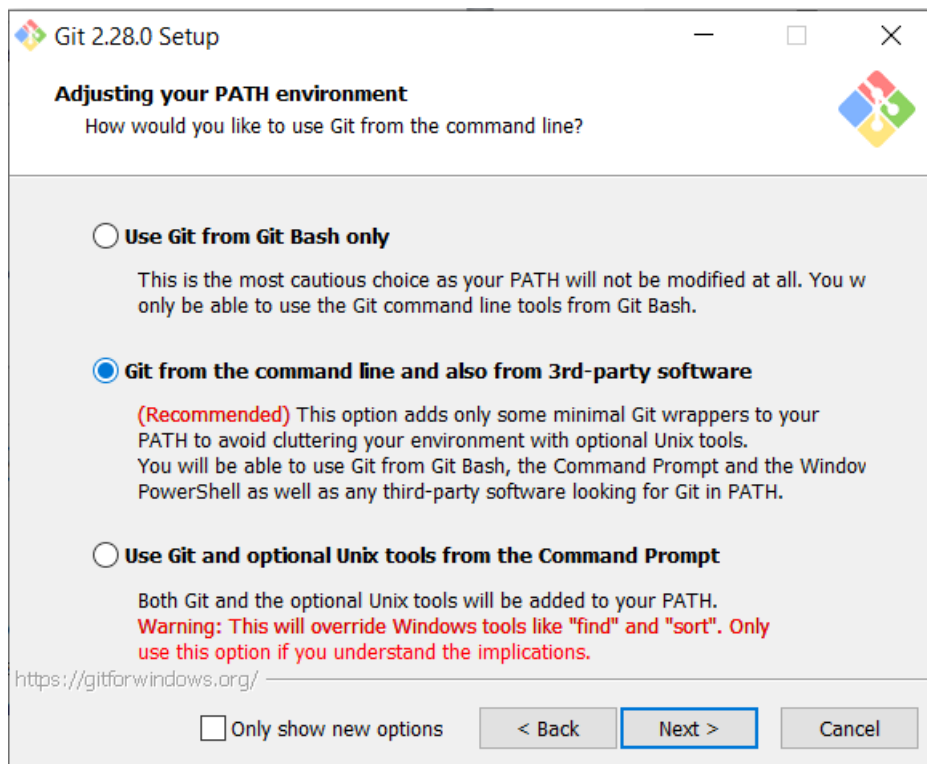 Git 2.28.0 Setup
Adjusting your PATH environment
How would you like to use Git from the command line?
Use Git from Git Bash only
This is the most cautious choice as your PATH will not be modified at all. You w
only be able to use the Git command line tools from Git Bash.
Git from the command line and also from 3rd-party software
(Recommended) This option adds only some minimal Git wrappers to your
PATH to avoid cluttering your environment with optional Unix tools.
You will be able to use Git from Git Bash, the Command Prompt and the Window
PowerShell as well as any third-party software looking for Git in PATH.
Use Git and optional Unix tools from the Command Prompt
Both Git and the optional Unix tools will be added to your PATH.
Warning: This will override Windows tools like "find" and "sort". Only
use this option if you understand the implications.
https://gitforwindows.org/
Only show new options
< Back
Next >
Cancel